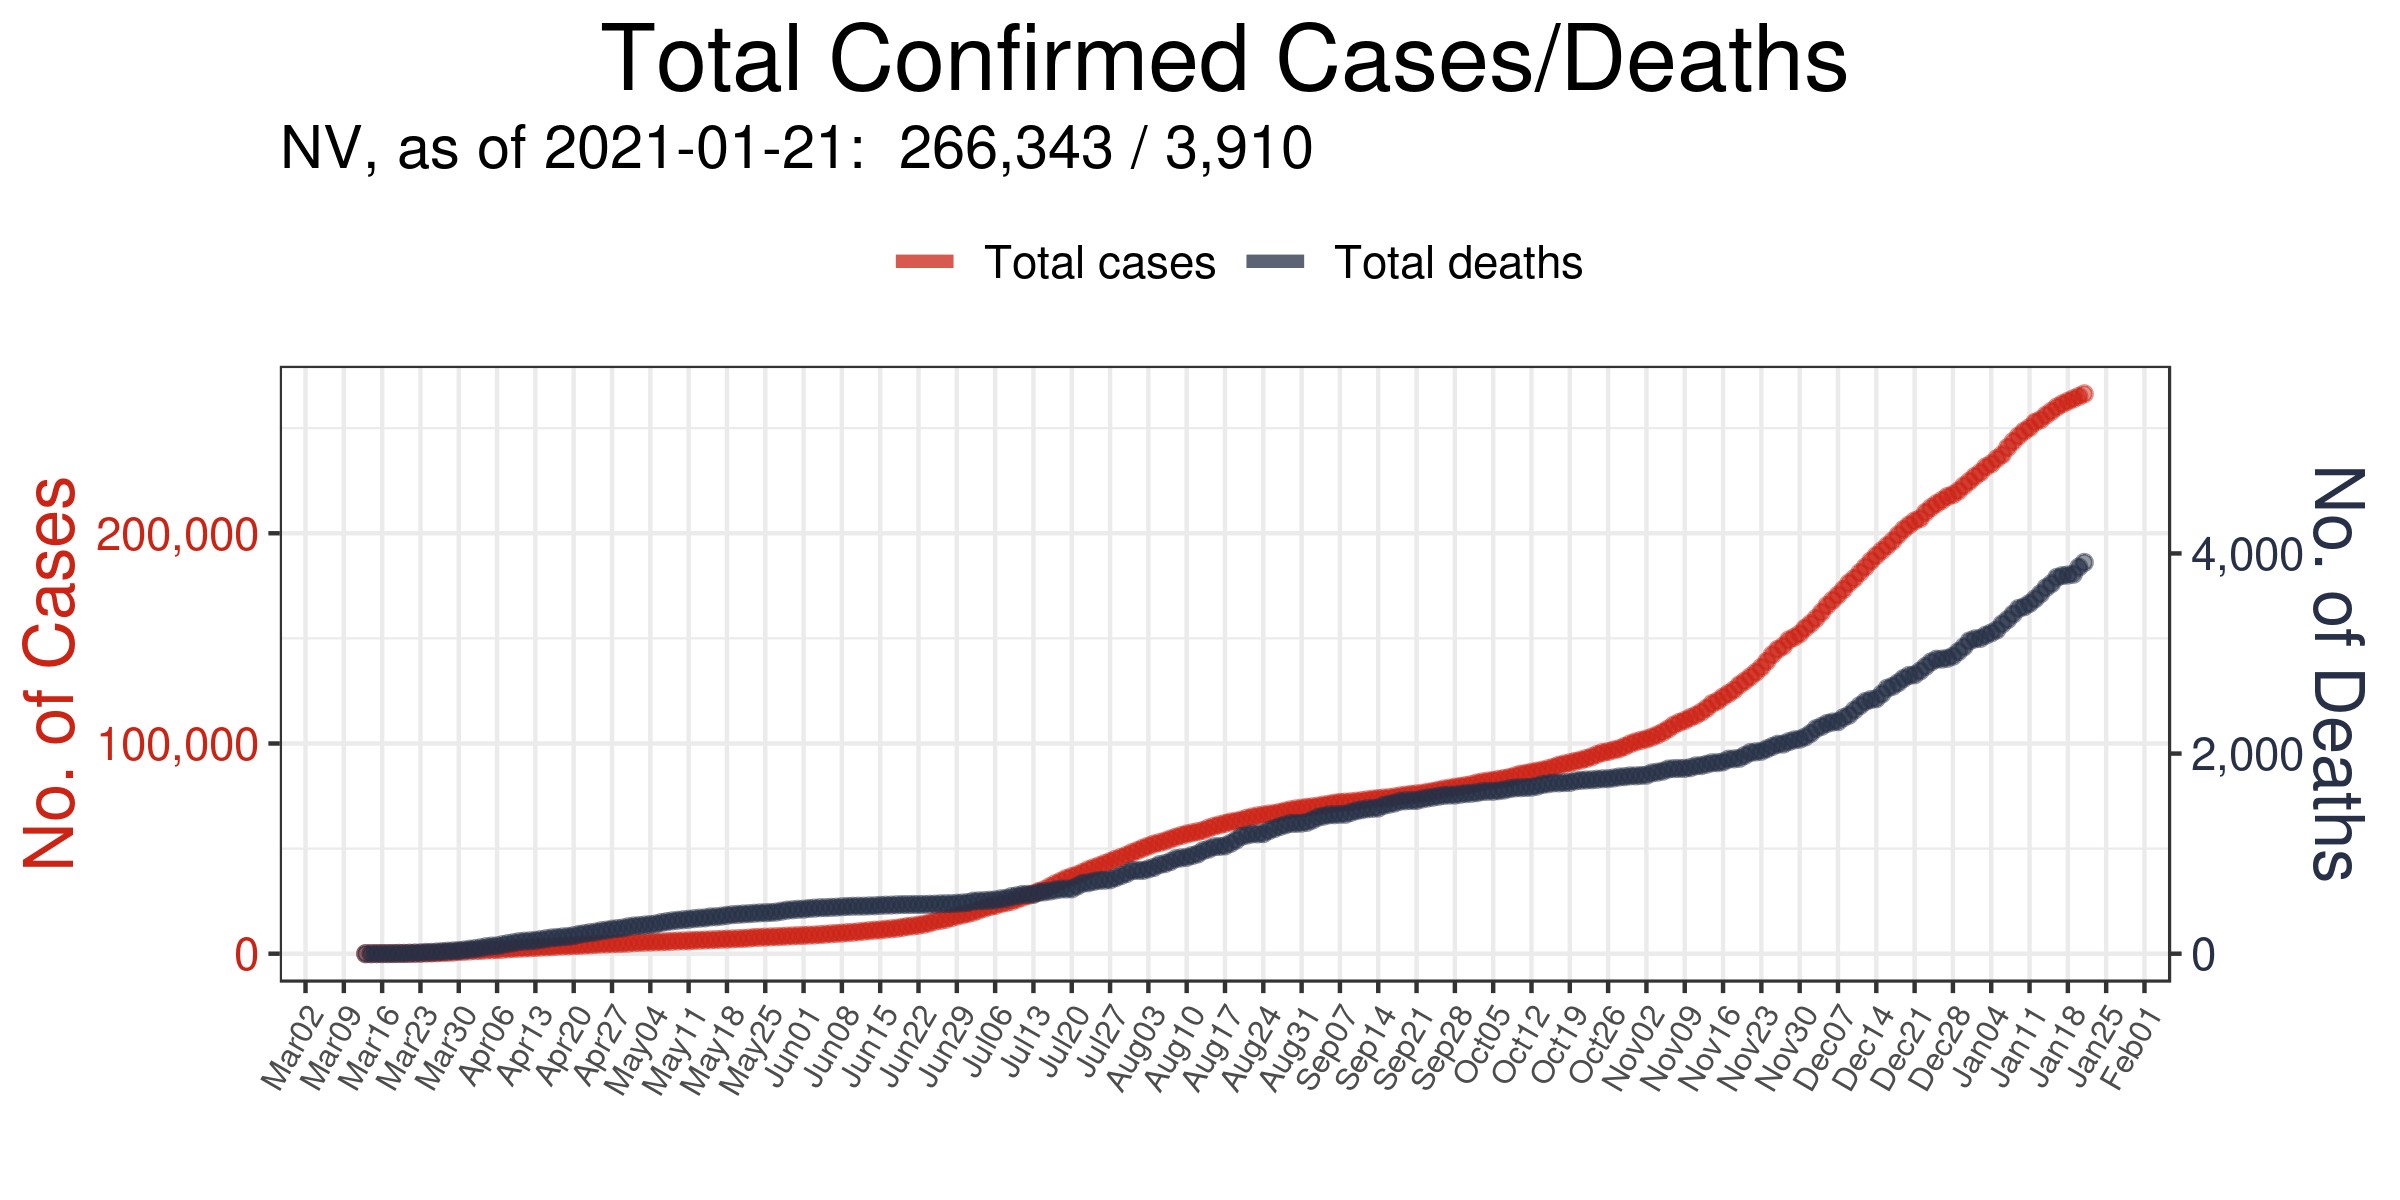 Total Confirmed Cases/Deaths
NV, as of 2021-01-21:  266,343 / 3,910
Total cases
Total deaths
No. of Cases
200,000
100,000
0
4,000
2,000
0
No. of Deaths
Mar02
Mar09
Mar16
Mar23
Mar30
Apr06
Apr13
Apr20
Apr27
May04
May11
May18
May25
Jun01
Jun08
Jun15
Jun22
Jun29
Jul06
Jul13
Jul20
Jul27
Aug03
Aug10
Aug17
Aug24
Aug31
Sep07
Sep14
Sep21
Sep28
Oct05
Oct12
Oct19
Oct26
Nov02
Nov09
Nov16
Nov23
Nov30
Dec07
Dec14
Dec21
Dec28
Jan04
Jan11
Jan18
Jan25
Feb01